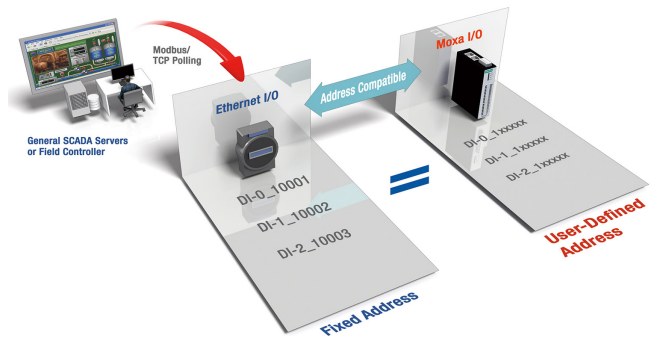 Modbus/
TCP Polling
General SCADA Servers
or Field Controller
Ethernet I/O
Address Compatible
Moxa I/O
DI-0_10001
DI-1_10002
DI-2_10003
Fixed Address
=
DI-0_1xxxxx
DI-1_1xxxxx
DI-2_1xxxxx
User-Defined
Address